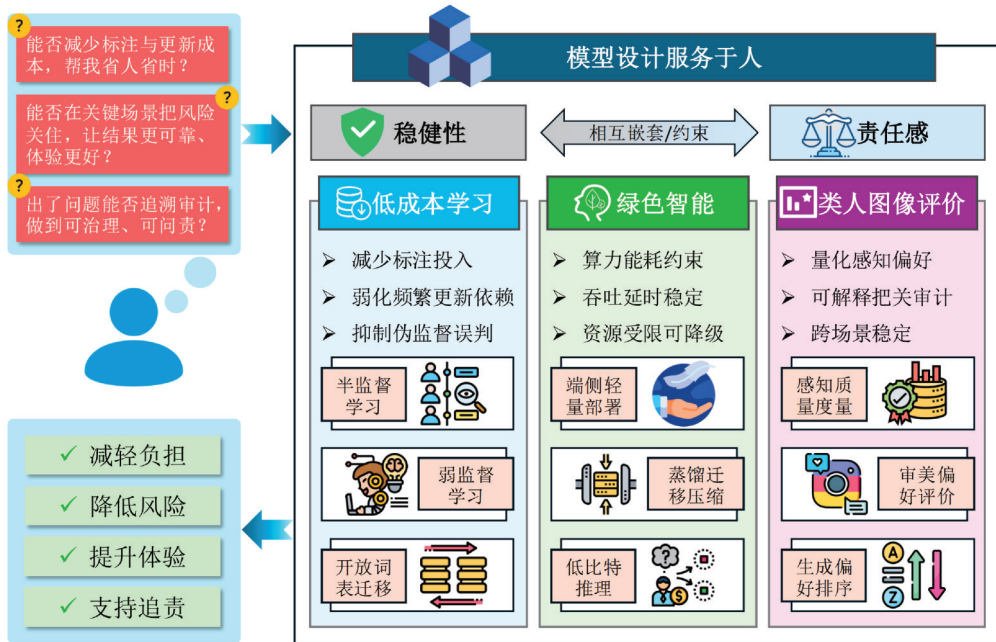 ?
能否减少标注与更新成
本，帮我省人省时？
?
能否在关键场景把风险
关住，让结果更可靠、
体验更好？
?
出了问题能否追溯审计，
做到可治理、可问责？
减轻负担
降低风险
提升体验
支持追责
模型设计服务于人
稳健性
相互嵌套/约束
责任感
低成本学习
减少标注投入
弱化频繁更新依赖
抑制伪监督误判
半监督
学习
弱监督
学习
开放词
表迁移
绿色智能
算力能耗约束
吞吐延时稳定
资源受限可降级
端侧轻
量部署
蒸馏迁
移压缩
低比特
推理
?
$
类人图像评价
量化感知偏好
可解释把关审计
跨场景稳定
感知质
量度量
审美偏
好评价
生成偏
好排序
A
Z